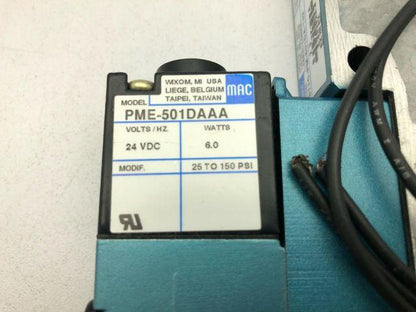 WIXOM, MI USA
LIEGE, BELGIUM
TAIPEI, TAIWAN
MAC
MODEL
PME-501DAAA
VOLTS/HZ. WATTS
24 VDC 6.0
MODIF. 25 TO 150 PSI